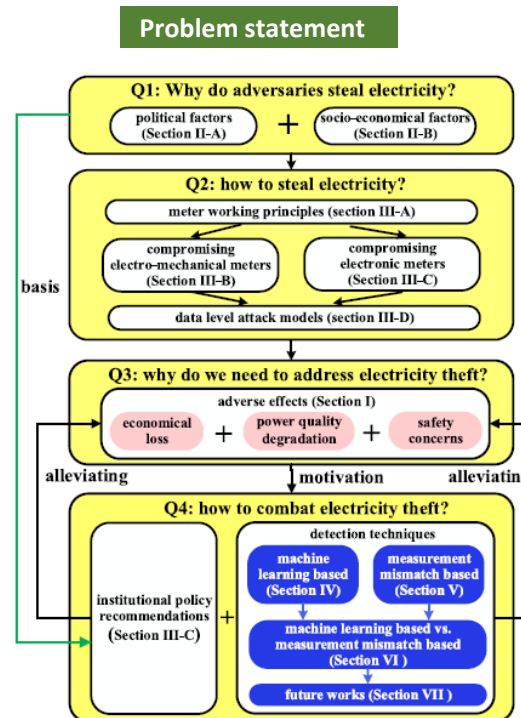 Problem statement
Q1: Why do adversaries steal electricity?
political factors
(Section II-A)
+
socio-economical factors
(Section II-B)
Q2: how to steal electricity?
meter working principles (section III-A)
compromising
electro-mechanical meters
(Section III-B)
compromising
electronic meters
(Section III-C)
data level attack models (section III-D)
basis
Q3: why do we need to address electricity theft?
adverse effects (Section I)
economical
loss
+
power quality
degradation
+
safety
concerns
alleviating
motivation
alleviatin
Q4: how to combat electricity theft?
institutional policy
recommendations
(Section III-C)
+
detection techniques
machine
learning based
(Section IV)
measurement
mismatch based
(Section V)
machine learning based vs.
measurement mismatch based
(Section VI )
future works (Section VII )